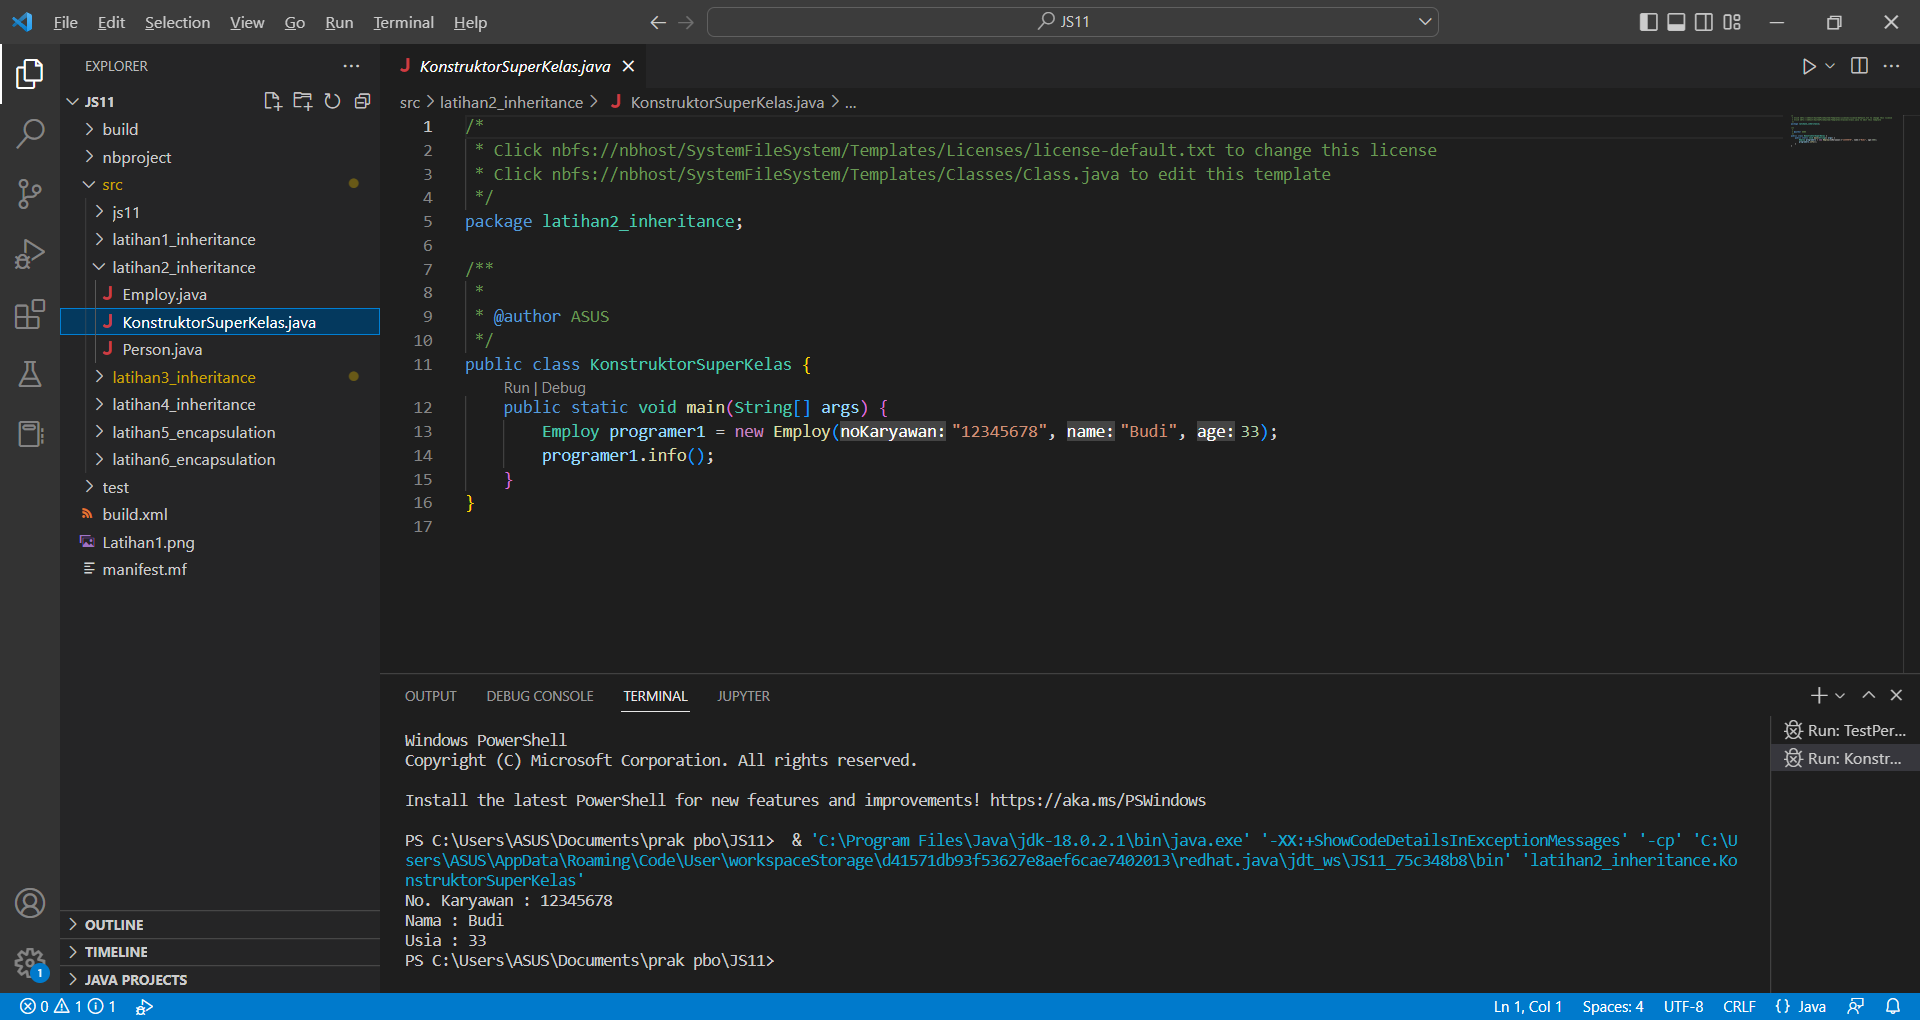 File Edit Selection View Go Run Terminal Help
JS11
EXPLORER
JS11
build
nbproject
src
js11
latihan1_inheritance
latihan2_inheritance
Employ.java
KonstruktorSuperKelas.java
Person.java
latihan3_inheritance
latihan4_inheritance
latihan5_encapsulation
latihan6_encapsulation
test
build.xml
Latihan1.png
manifest.mf
OUTLINE
TIMELINE
JAVA PROJECTS
KonstruktorSuperKelas.java
src > latihan2_inheritance > KonstruktorSuperKelas.java > ...
1 /*
2 * Click nbfs://nbhost/SystemFileSystem/Templates/Licenses/license-default.txt to change this license
3 * Click nbfs://nbhost/SystemFileSystem/Templates/Classes/Class.java to edit this template
4 */
5 package latihan2_inheritance;
6
7 /**
8 *
9 * @author ASUS
10 */
11 public class KonstruktorSuperKelas {
Run | Debug
12 public static void main(String[] args) {
13 Employ programer1 = new Employ(noKaryawan: "12345678", name: "Budi", age: 33);
14 programer1.info();
15 }
16 }
17
OUTPUT DEBUG CONSOLE TERMINAL JUPYTER
Windows PowerShell
Copyright (C) Microsoft Corporation. All rights reserved.
Install the latest PowerShell for new features and improvements! https://aka.ms/PSWindows
PS C:\Users\ASUS\Documents\prak pbo\JS11> & 'C:\Program Files\Java\jdk-18.0.2.1\bin\java.exe' '-XX:+ShowCodeDetailsInExceptionMessages' '-cp' 'C:\U
sers\ASUS\AppData\Roaming\Code\User\workspaceStorage\d41571db93f53627e8aef6cae7402013\redhat.java\jdt_ws\JS11_75c348b8\bin' 'latihan2_inheritance.Ko
nstruktorSuperKelas'
No. Karyawan : 12345678
Nama : Budi
Usia : 33
PS C:\Users\ASUS\Documents\prak pbo\JS11>
Run: TestPer...
Run: Konstr...
1
0 1 1
Ln 1, Col 1 Spaces: 4 UTF-8 CRLF {} Java